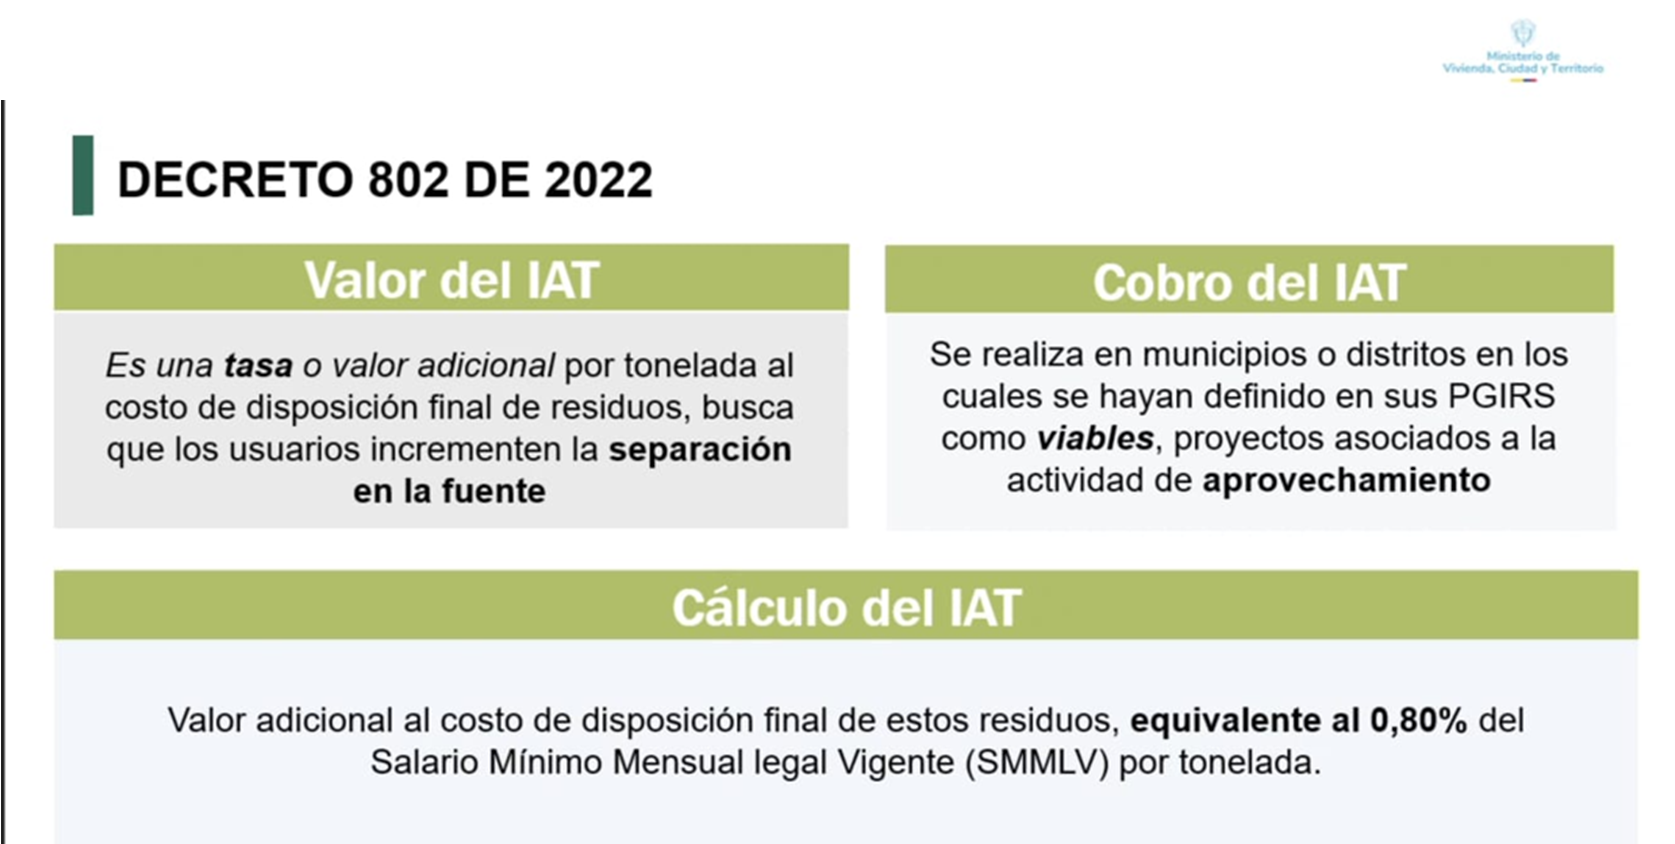 Ministerio de
Vivienda, Ciudad y Territorio
DECRETO 802 DE 2022
Valor del IAT
Es una tasa o valor adicional por tonelada al
costo de disposición final de residuos, busca
que los usuarios incrementen la separación
en la fuente
Cobro del IAT
Se realiza en municipios o distritos en los
cuales se hayan definido en sus PGIRS
como viables, proyectos asociados a la
actividad de aprovechamiento
Cálculo del IAT
Valor adicional al costo de disposición final de estos residuos, equivalente al 0,80% del
Salario Mínimo Mensual legal Vigente (SMMLV) por tonelada.